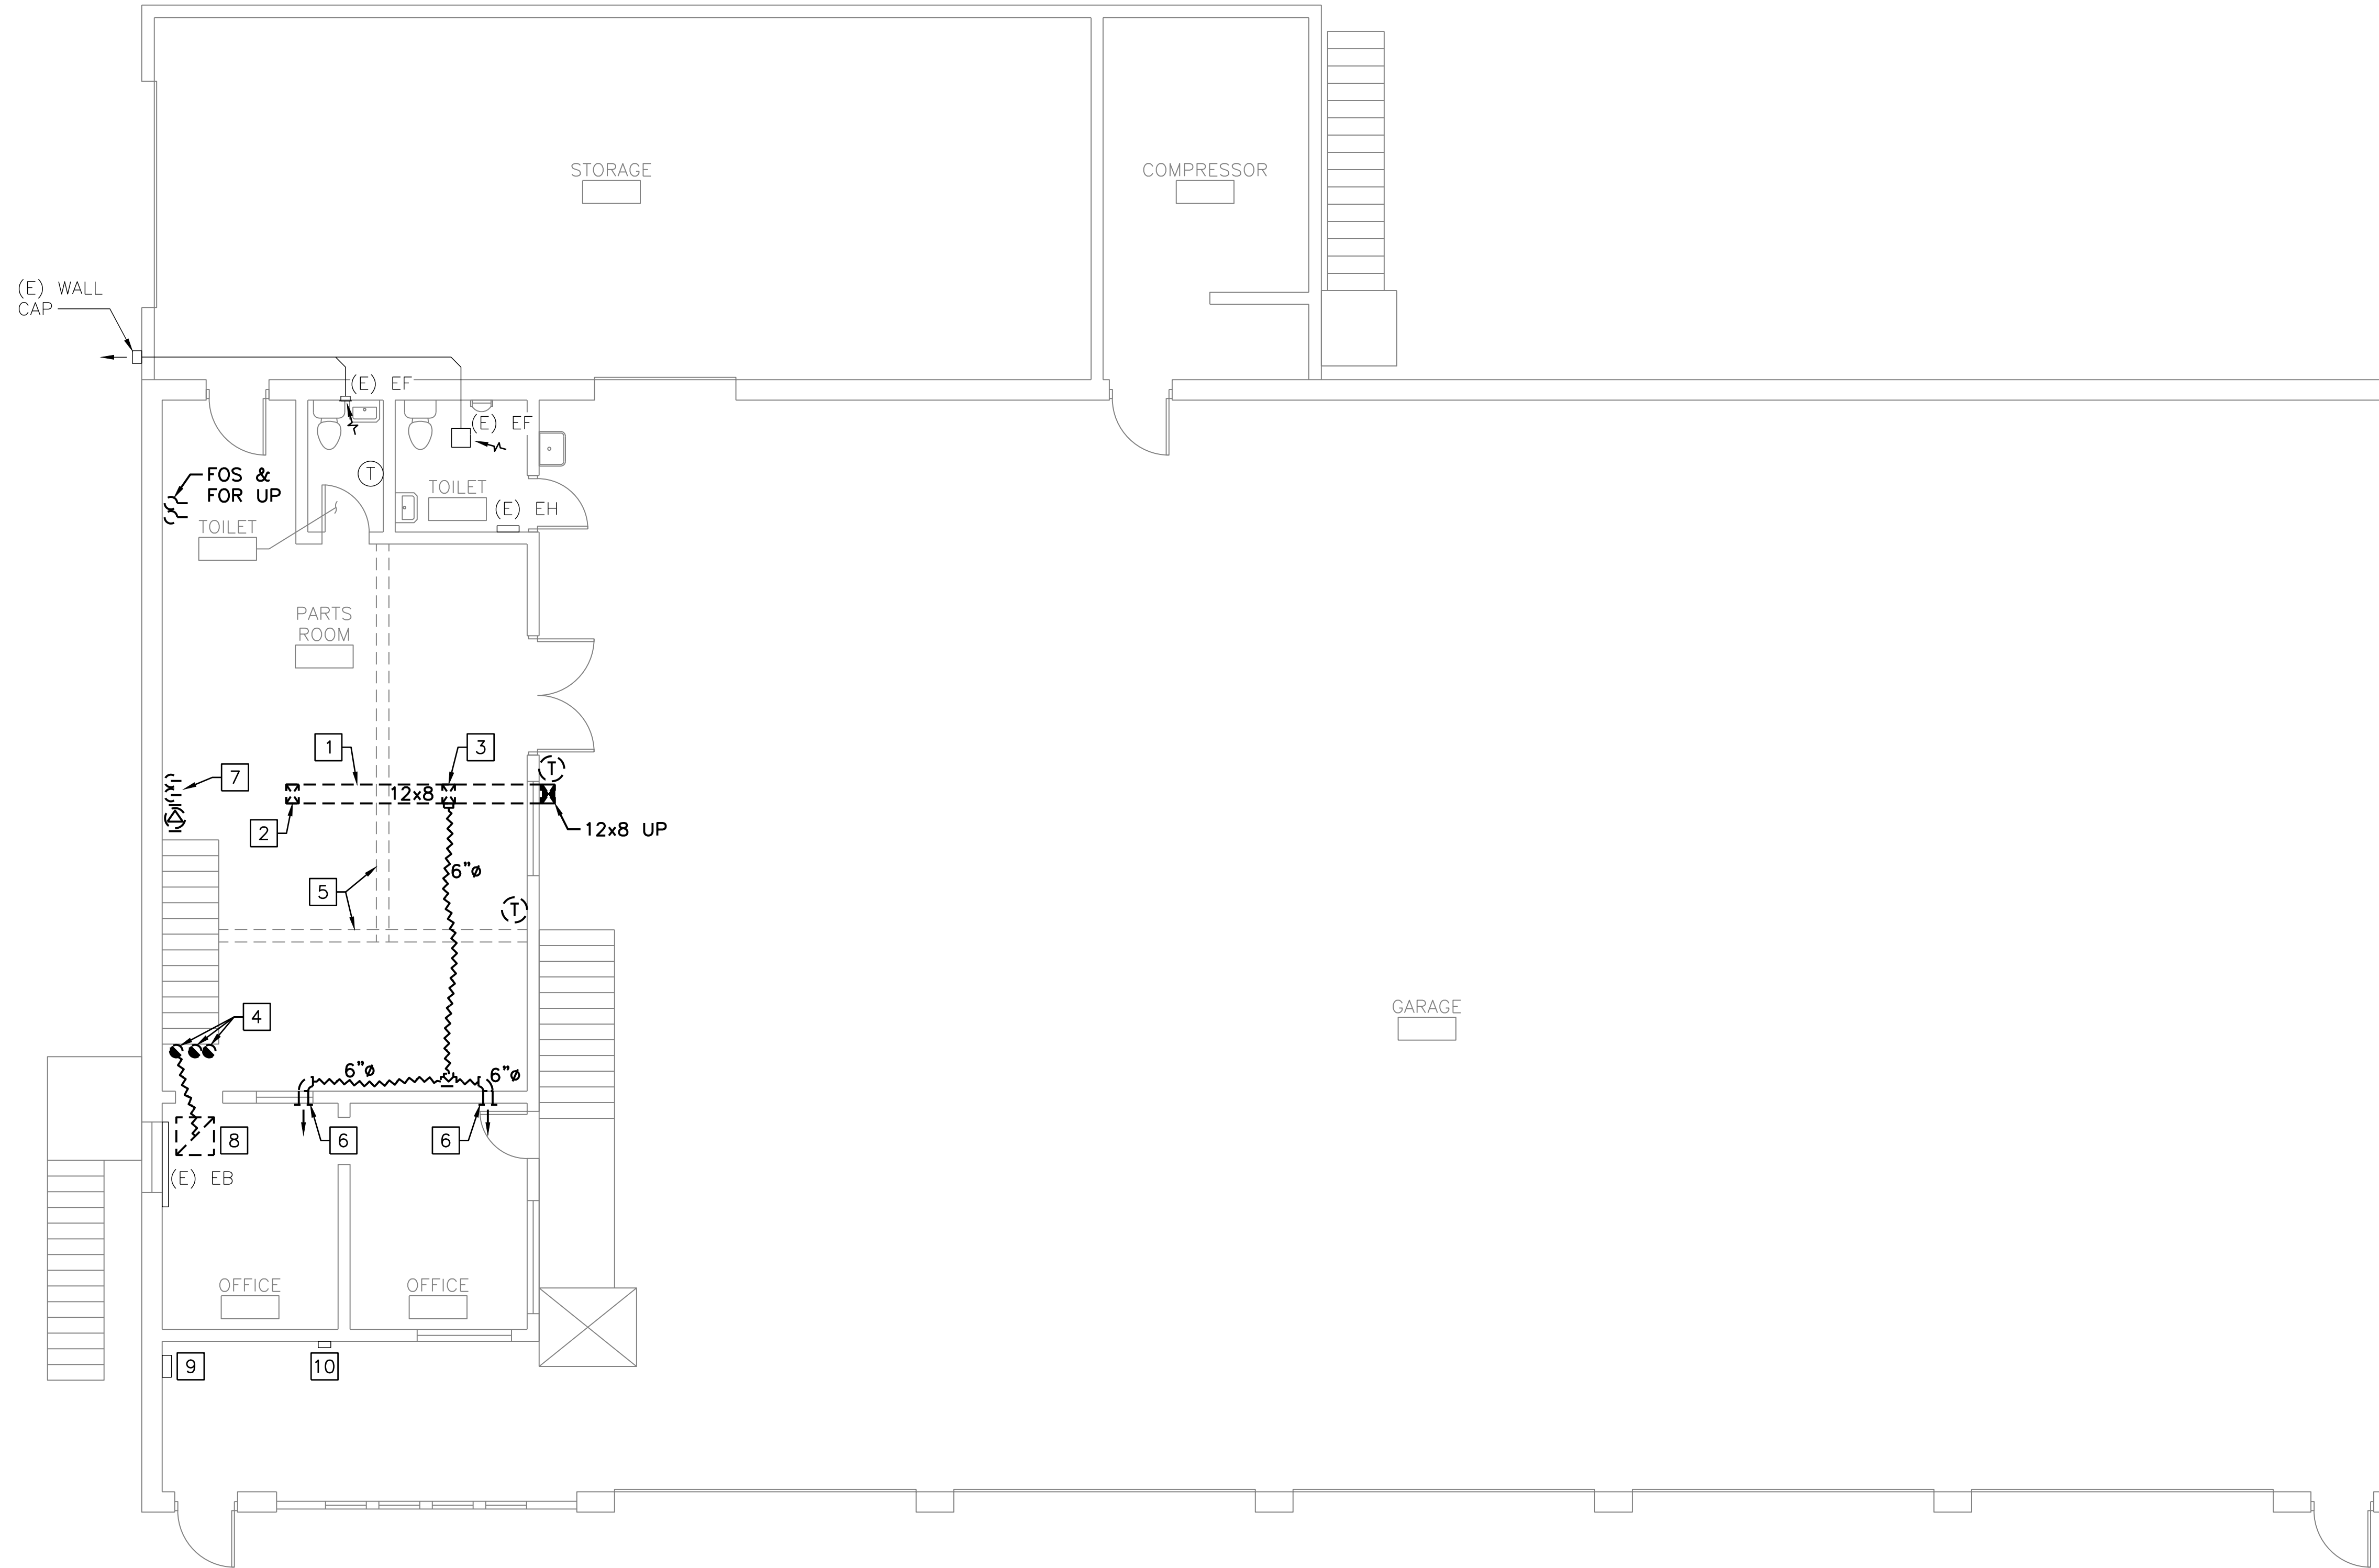 STORAGE
COMPRESSOR
(E) WALL
CAP
(E) EF
(E) EF
T
FOS &
FOR UP
TOILET
(E) EH
TOILET
PARTS
ROOM
1
3
T
7
12x8
2
12x8 UP
6"ø
5
T
4
GARAGE
6"ø
6"ø
8
6
6
(E) EB
OFFICE
OFFICE
9
10